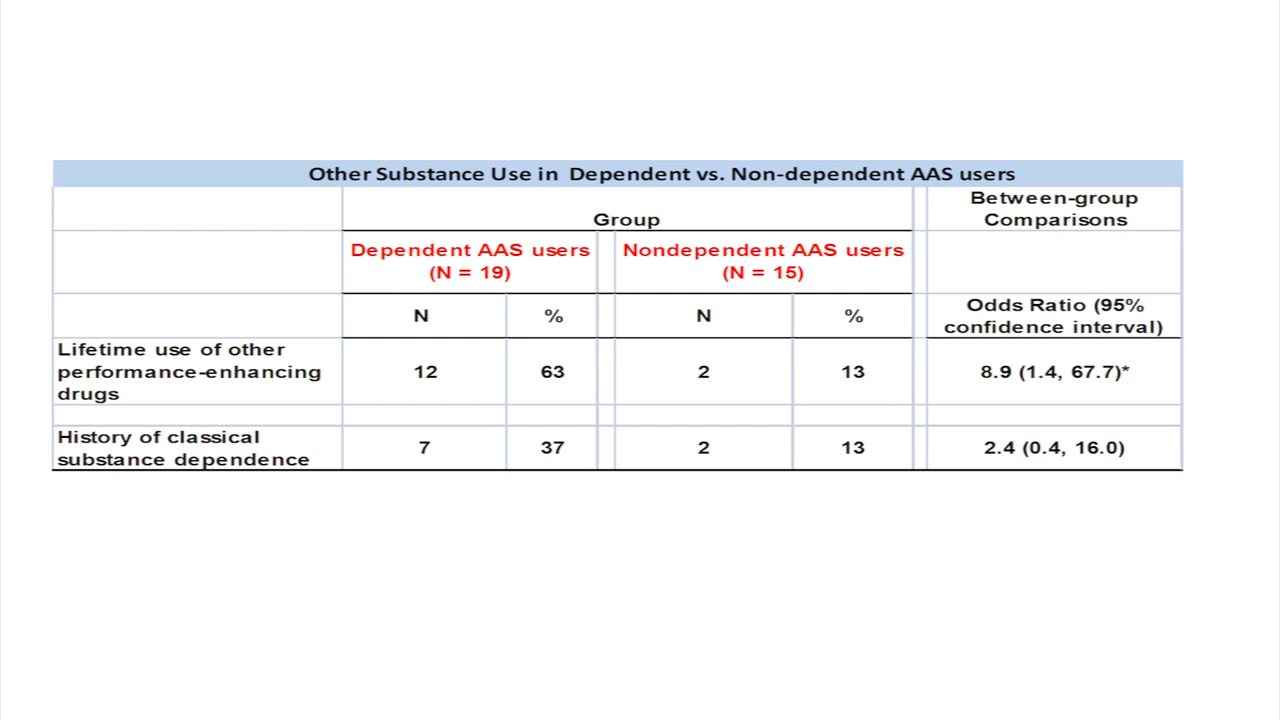 Other Substance Use in Dependent vs. Non-dependent AAS users
Group
Between-group
Comparisons
Dependent AAS users
(N = 19)
Nondependent AAS users
(N = 15)
N
%
N
%
Odds Ratio (95%
confidence interval)
Lifetime use of other
performance-enhancing
drugs
12
63
2
13
8.9 (1.4, 67.7)*
History of classical
substance dependence
7
37
2
13
2.4 (0.4, 16.0)